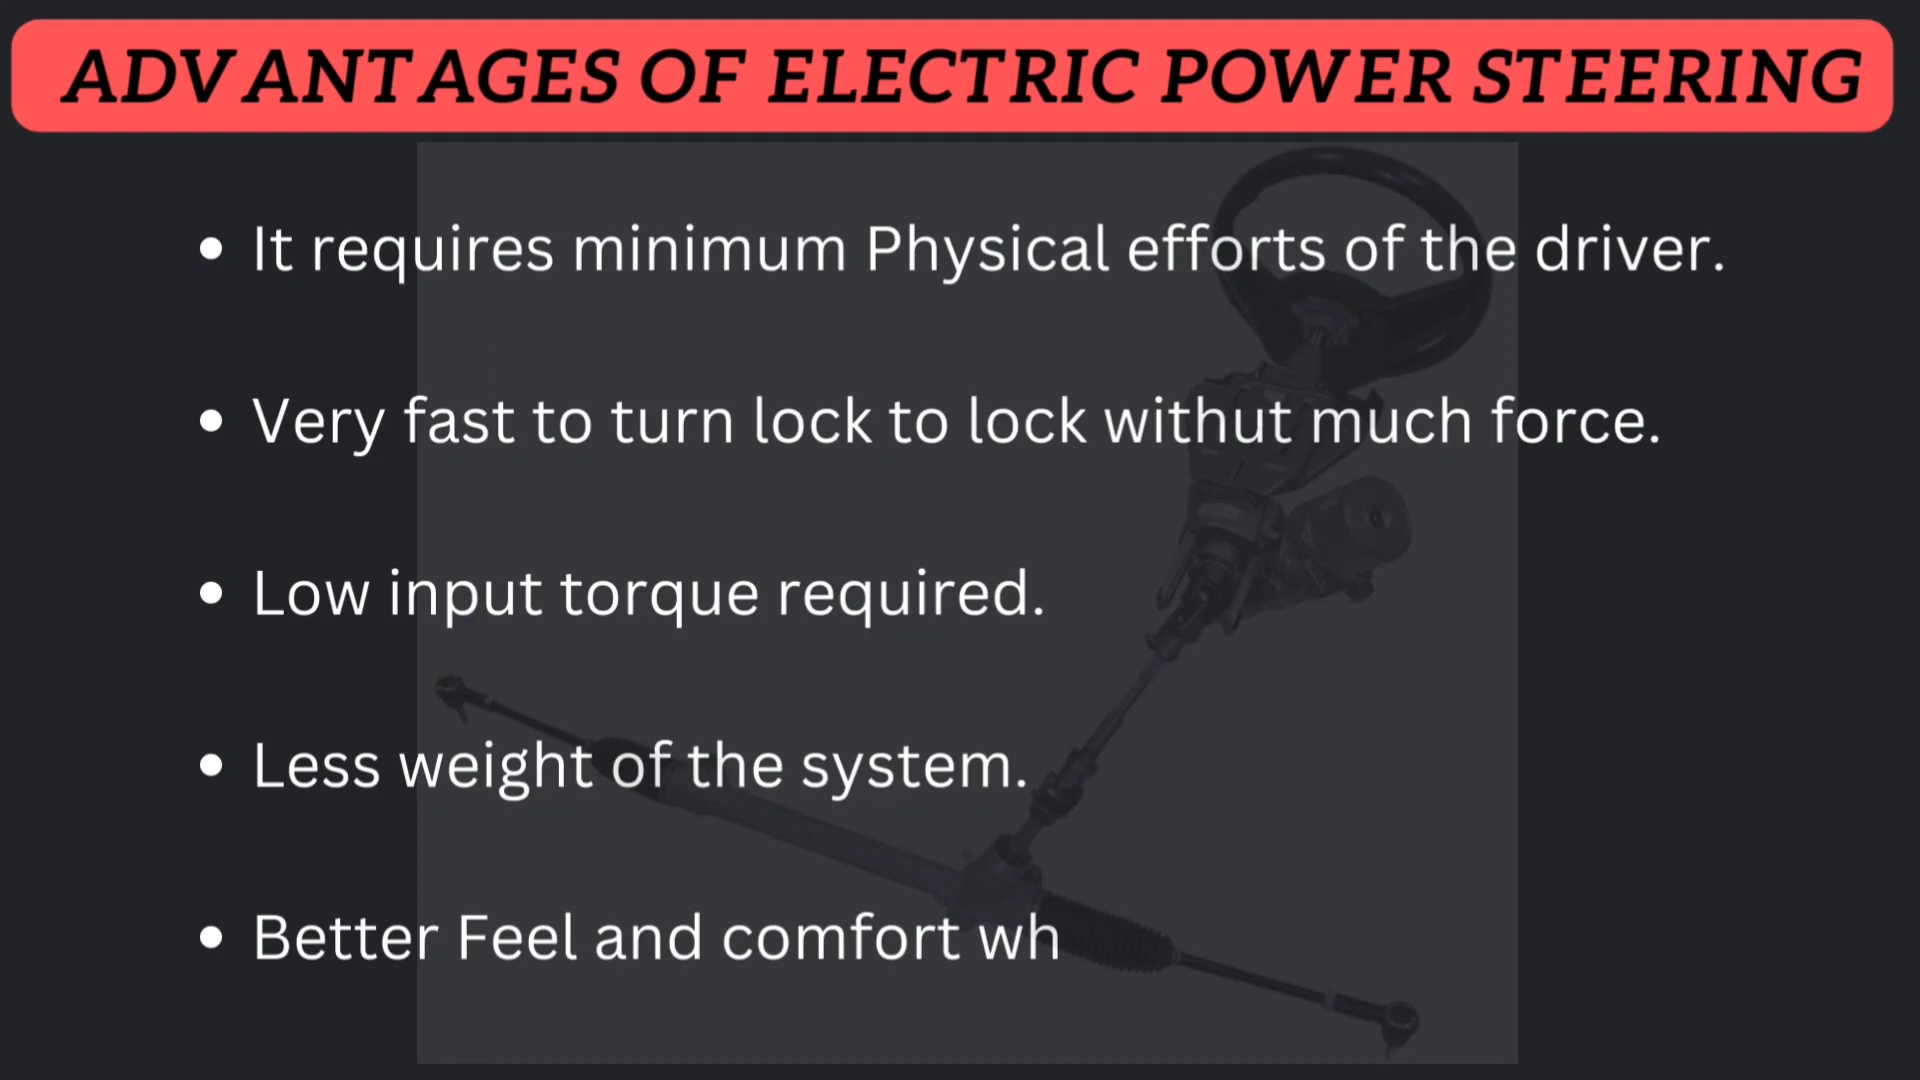 ADVANTAGES OF ELECTRIC POWER STEERING
• It requires minimum Physical efforts of the driver.
• Very fast to turn lock to lock withut much force.
• Low input torque required.
• Less weight of the system.
• Better Feel and comfort wh